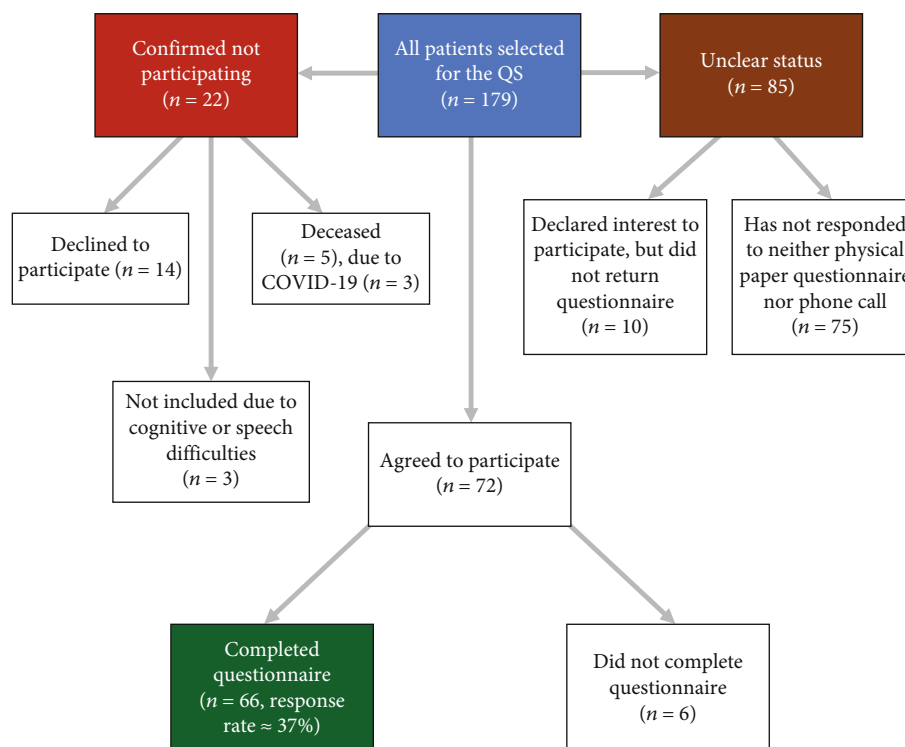 Confirmed not
participating
(n = 22)
All patients selected
for the QS
(n = 179)
Unclear status
(n = 85)
Declined to
participate (n = 14)
Deceased
(n = 5), due to
COVID-19 (n = 3)
Declared interest to
participate, but did
not return
questionnaire
(n = 10)
Has not responded
to neither physical
paper questionnaire
nor phone call
(n = 75)
Not included due to
cognitive or speech
difficulties
(n = 3)
Agreed to participate
(n = 72)
Completed
questionnaire
(n = 66, response
rate ≈ 37%)
Did not complete
questionnaire
(n = 6)